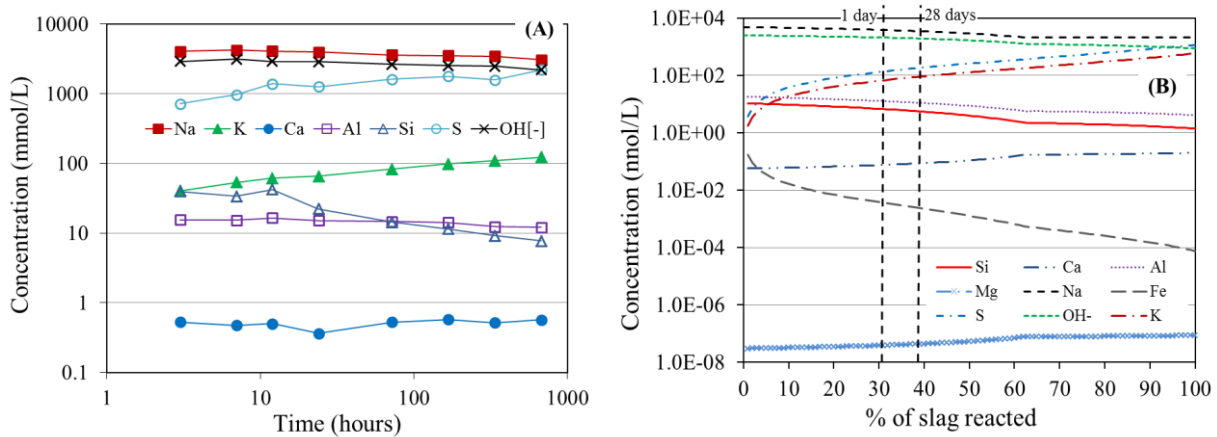 (A)
10000
1000
100
10
1
0.1
Concentration (mmol/L)
Na K Ca Al Si S OH[-]
1 10 100 1000
Time (hours)
1 day 28 days
(B)
1.0E+04
1.0E+02
1.0E+00
1.0E-02
1.0E-04
1.0E-06
1.0E-08
Concentration (mmol/L)
Si Ca Al
Mg Na Fe
S OH- K
0 10 20 30 40 50 60 70 80 90 100
% of slag reacted